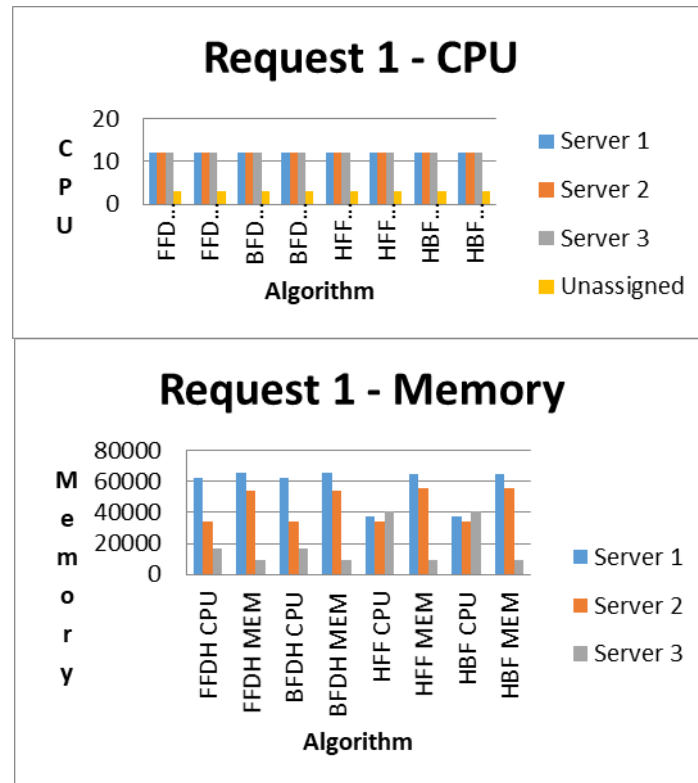 Request 1 - CPU
20
10
0
CPU
FFD...
FFD...
BFD...
BFD...
HFF...
HFF...
HBF...
HBF...
Algorithm
Server 1
Server 2
Server 3
Unassigned
Request 1 - Memory
80000
60000
40000
20000
0
Memory
FFDH CPU
FFDH MEM
BFDH CPU
BFDH MEM
HFF CPU
HFF MEM
HBF CPU
HBF MEM
Algorithm
Server 1
Server 2
Server 3